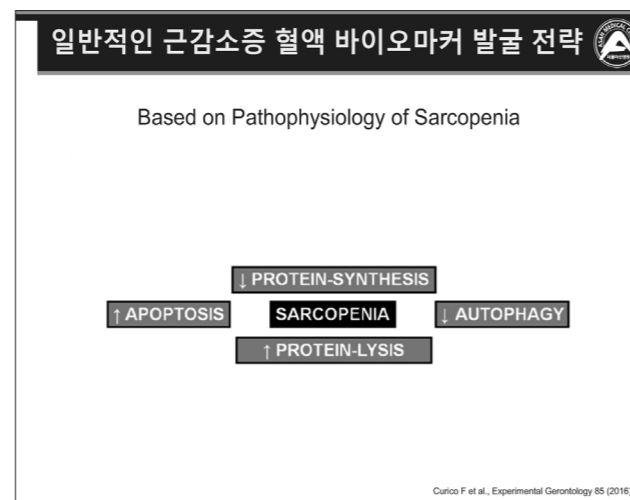 일반적인 근감소증 혈액 바이오마커 발굴 전략
Based on Pathophysiology of Sarcopenia
↓ PROTEIN-SYNTHESIS
↑ APOPTOSIS
SARCOPENIA
↓ AUTOPHAGY
↑ PROTEIN-LYSIS
Curico F et al., Experimental Gerontology 85 (2016)